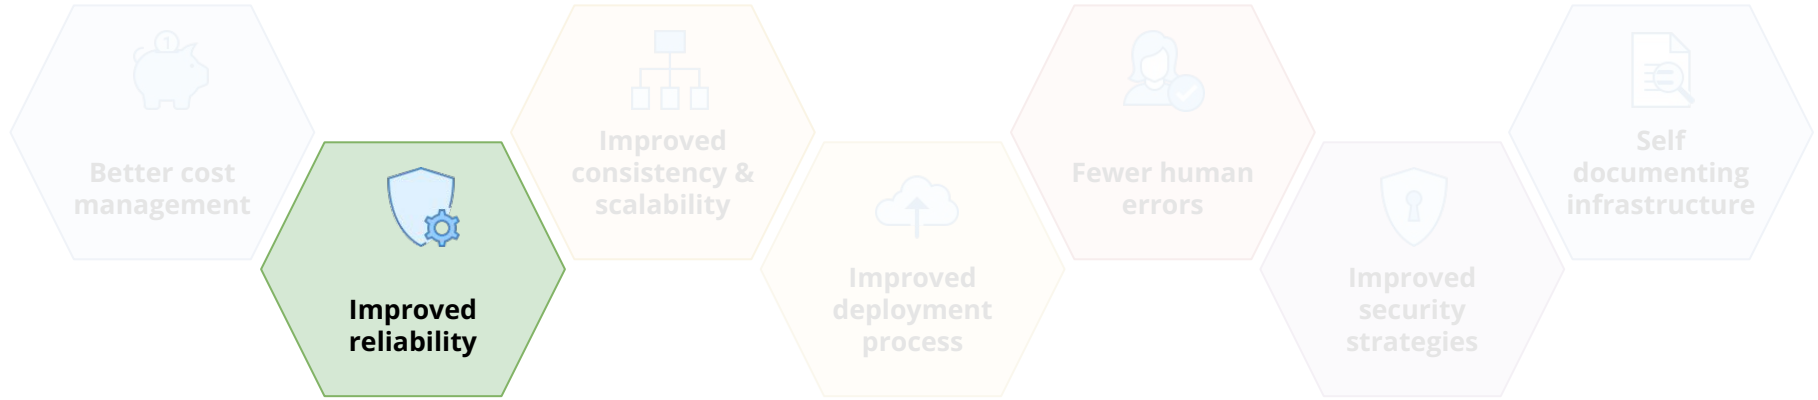 1
Better cost
management
Improved
reliability
Improved
consistency &
scalability
Improved
deployment
process
Fewer human
errors
Improved
security
strategies
Self
documenting
infrastructure